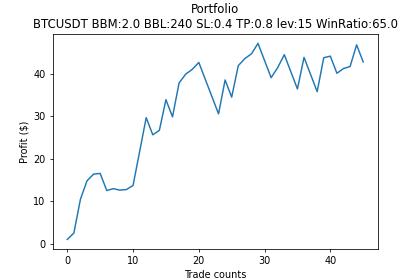 Portfolio
BTCUSDT BBM:2.0 BBL:240 SL:0.4 TP:0.8 lev:15 WinRatio:65.0
40
30
20
10
0
Profit ($)
0 10 20 30 40
Trade counts